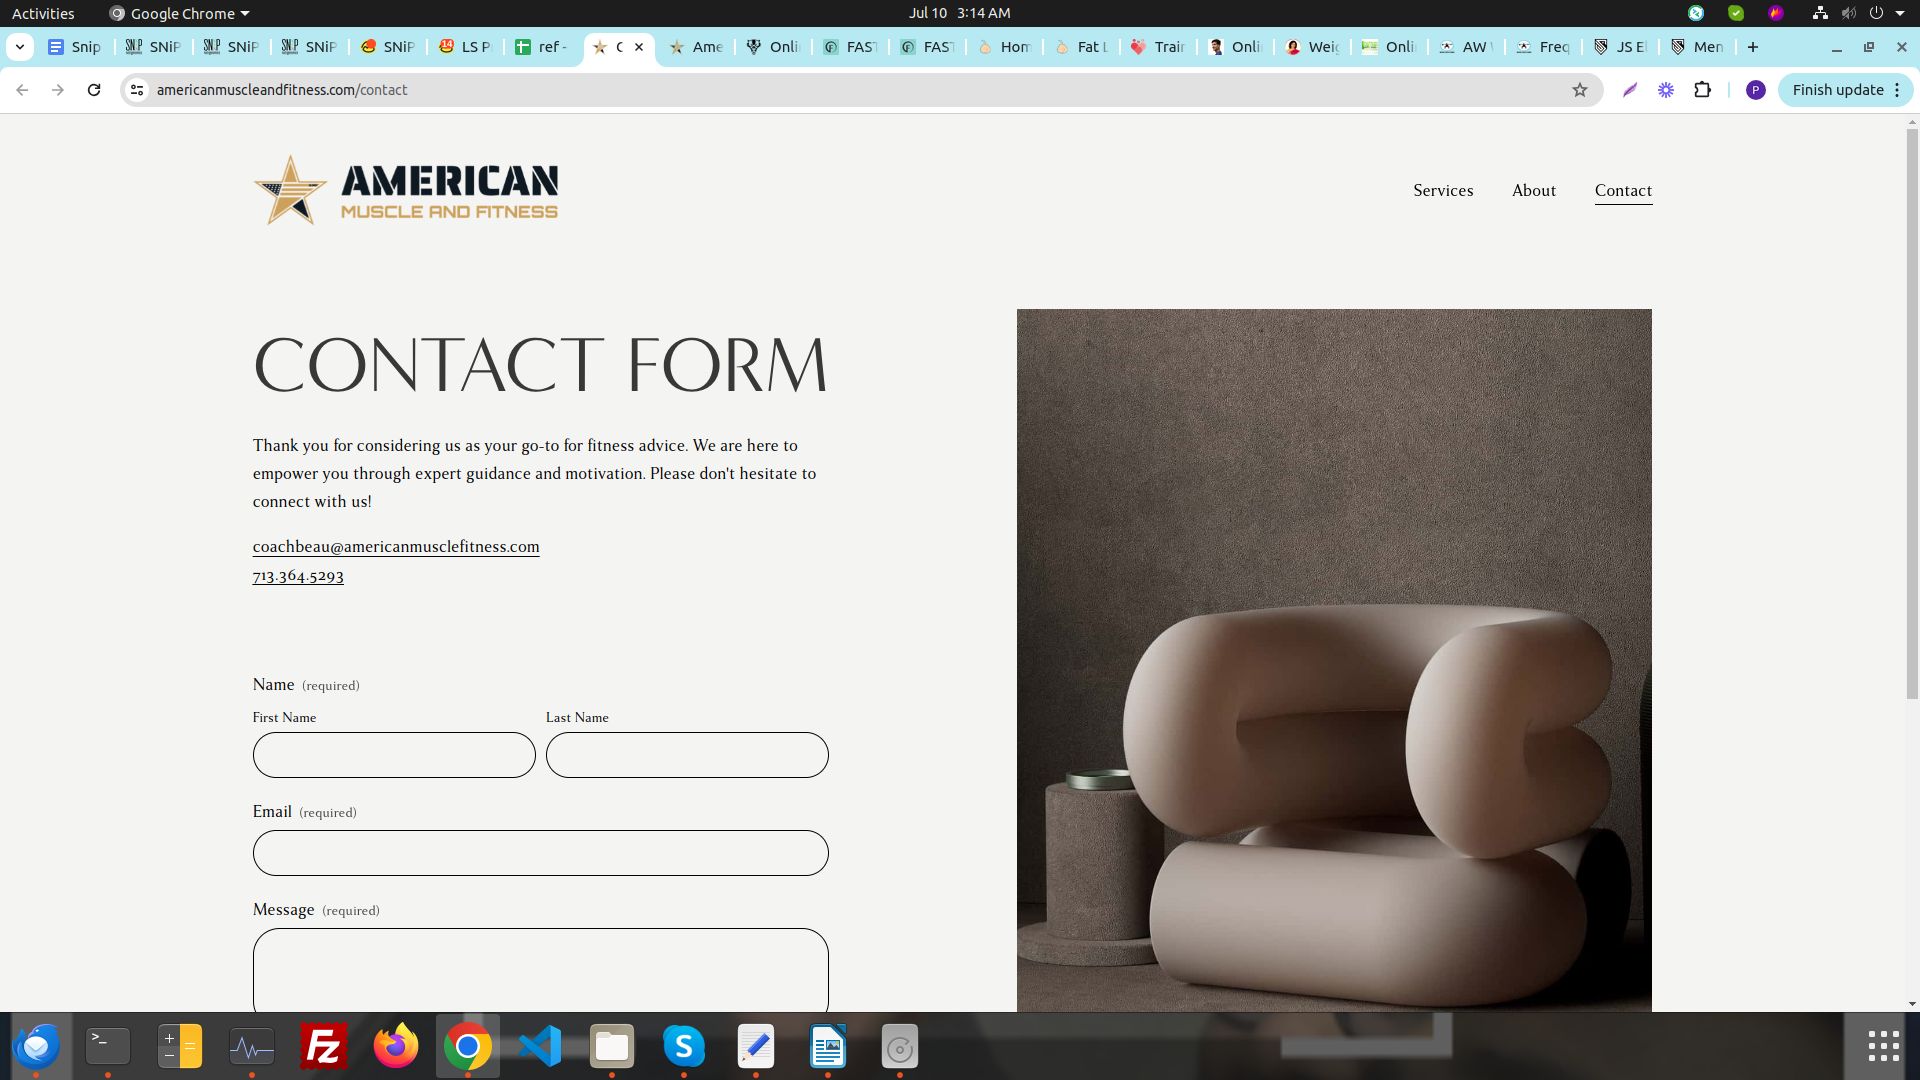 Activities
Google Chrome
Jul 10 3:14 AM
Snip
SNiP
SNiP
SNiP
SNiP
LS P
ref -
C
Ame
Onli
FAST
FAST
Hom
Fat L
Train
Onli
Weig
Onli
AW
Freq
JS El
Men
americanmuscleandfitness.com/contact
P
Finish update
AMERICAN
MUSCLE AND FITNESS
Services
About
Contact
CONTACT FORM
Thank you for considering us as your go-to for fitness advice. We are here to
empower you through expert guidance and motivation. Please don't hesitate to
connect with us!
coachbeau@americanmusclefitness.com
713.364.5293
Name (required)
First Name
Last Name
Email (required)
Message (required)